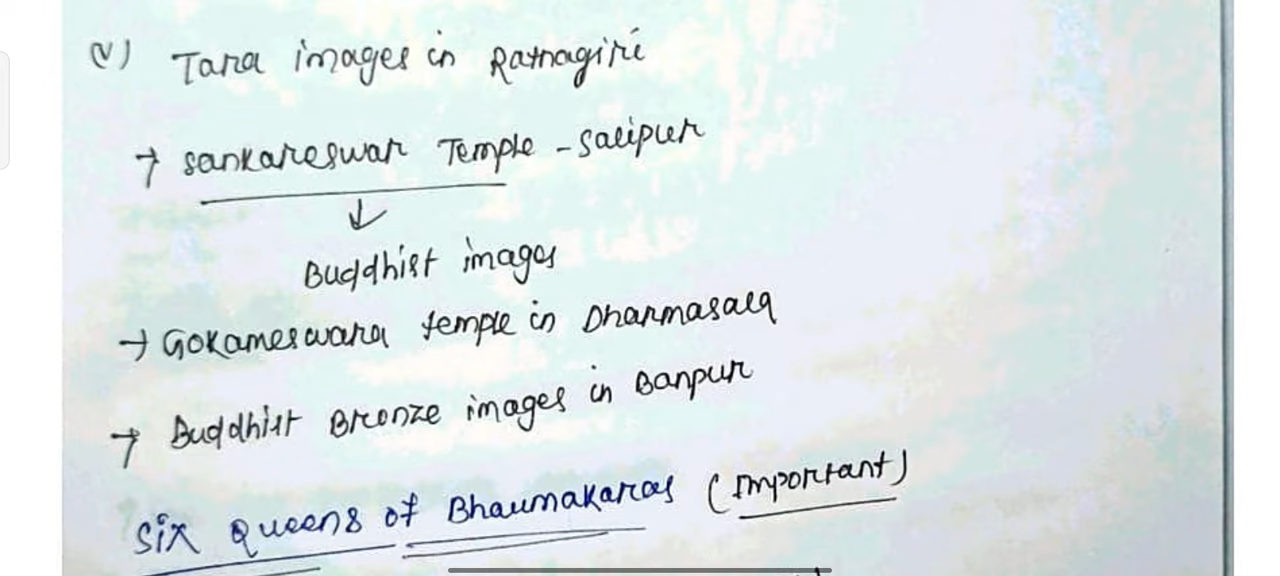 (V) Tara images in Ratnagiri
→ Sankareswar Temple - Salipur
↓
Buddhist images
→ Gokarneswara temple in Dharmasala
→ Buddhist Bronze images in Banpur
Six Queens of Bhaumakaras (Important)